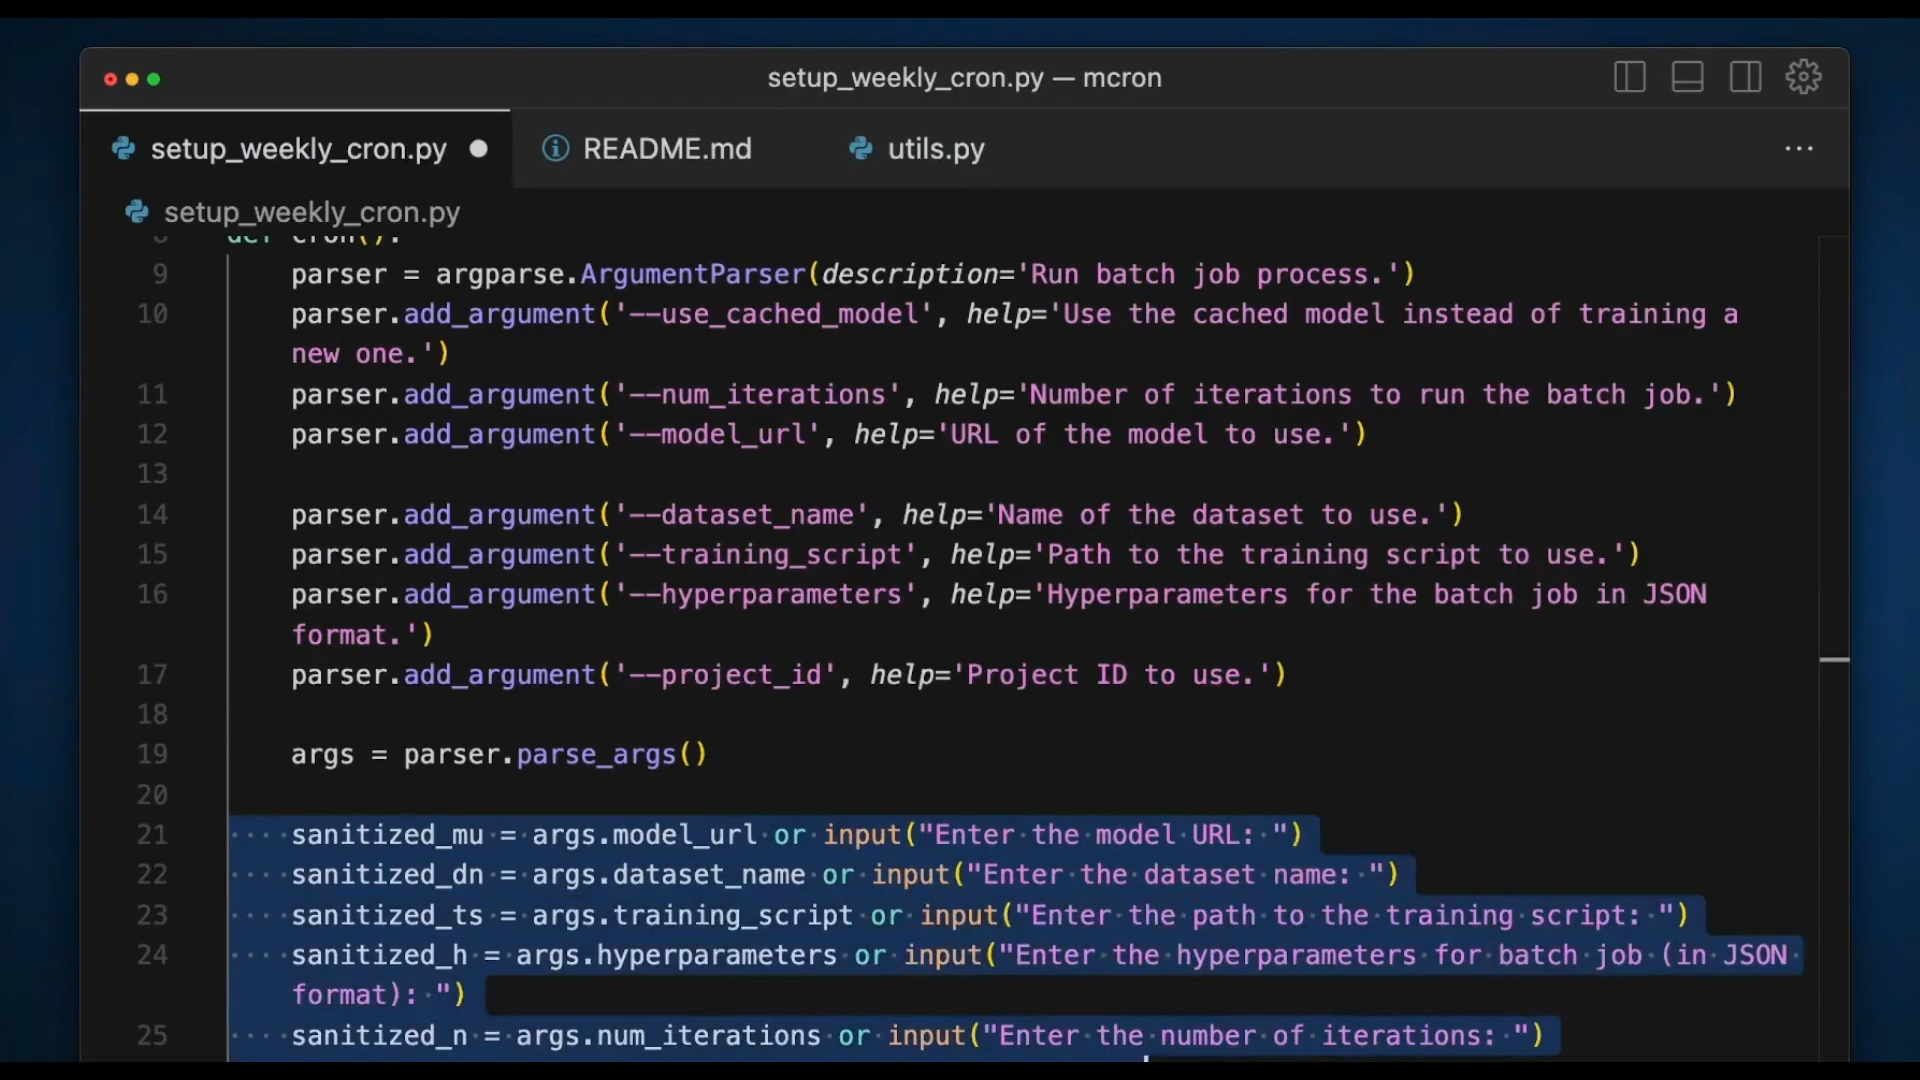 setup_weekly_cron.py — mcron
setup_weekly_cron.py
README.md
utils.py
...
setup_weekly_cron.py
8 def cron():
9 parser = argparse.ArgumentParser(description='Run batch job process.')
10 parser.add_argument('--use_cached_model', help='Use the cached model instead of training a
new one.')
11 parser.add_argument('--num_iterations', help='Number of iterations to run the batch job.')
12 parser.add_argument('--model_url', help='URL of the model to use.')
13
14 parser.add_argument('--dataset_name', help='Name of the dataset to use.')
15 parser.add_argument('--training_script', help='Path to the training script to use.')
16 parser.add_argument('--hyperparameters', help='Hyperparameters for the batch job in JSON
format.')
17 parser.add_argument('--project_id', help='Project ID to use.')
18
19 args = parser.parse_args()
20
21 sanitized_mu = args.model_url or input("Enter the model URL: ")
22 sanitized_dn = args.dataset_name or input("Enter the dataset name: ")
23 sanitized_ts = args.training_script or input("Enter the path to the training script: ")
24 sanitized_h = args.hyperparameters or input("Enter the hyperparameters for batch job (in JSON
format): ")
25 sanitized_n = args.num_iterations or input("Enter the number of iterations: ")